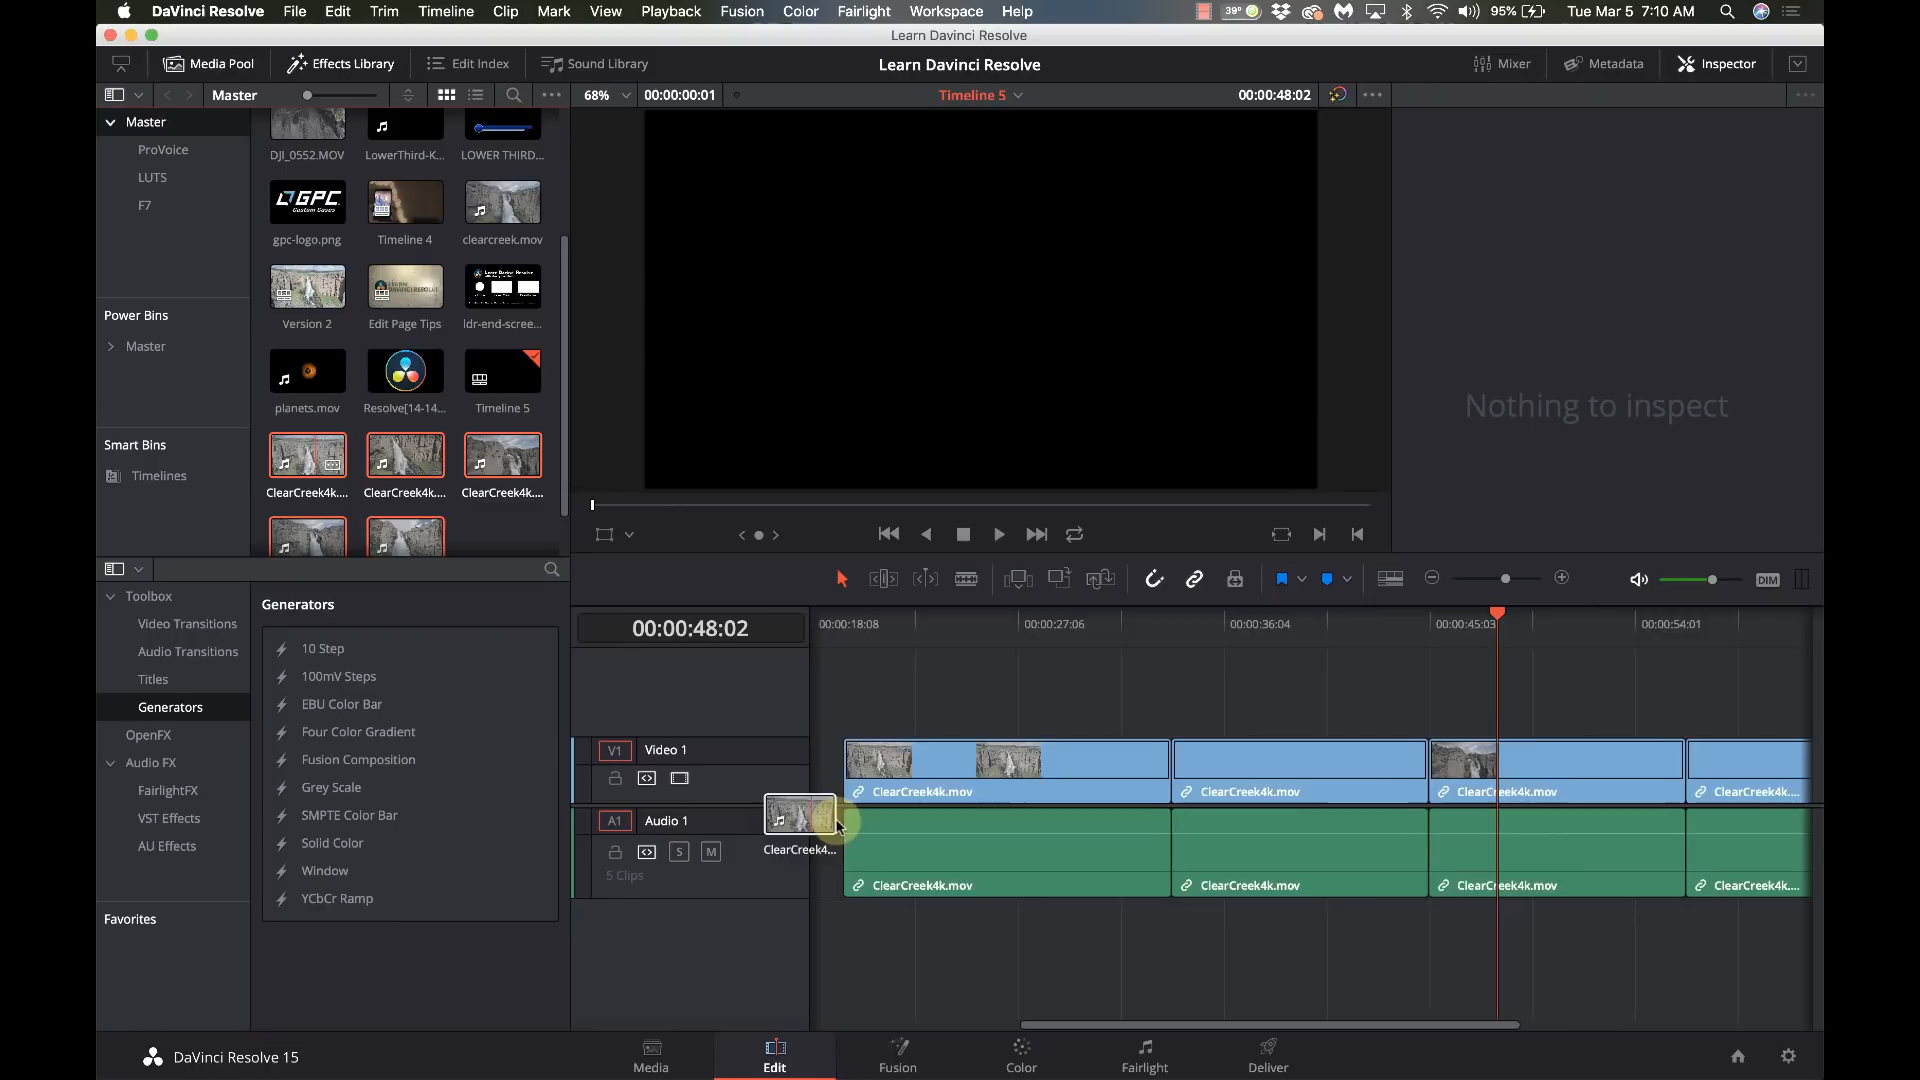 DaVinci Resolve File Edit Trim Timeline Clip Mark View Playback Fusion Color Fairlight Workspace Help 39° 95% Tue Mar 5 7:10 AM
Learn Davinci Resolve
Media Pool Effects Library Edit Index Sound Library Learn Davinci Resolve Mixer Metadata Inspector
Master 68% 00:00:00:01 Timeline 5 00:00:48:02
Master
ProVoice
LUTS
F7
Power Bins
Master
Smart Bins
Timelines
DJI_0552.MOV LowerThird-K... LOWER THIRD...
GPC
Custom Cases
gpc-logo.png Timeline 4 clearcreek.mov
Learn Davinci Resolve
LEARN
DAVINCI RESOLVE
Version 2 Edit Page Tips ldr-end-scree...
planets.mov Resolve[14-14... Timeline 5
ClearCreek4k.... ClearCreek4k.... ClearCreek4k....
Nothing to inspect
Toolbox
Video Transitions
Audio Transitions
Titles
Generators
OpenFX
Audio FX
FairlightFX
VST Effects
AU Effects
Favorites
Generators
10 Step
100mV Steps
EBU Color Bar
Four Color Gradient
Fusion Composition
Grey Scale
SMPTE Color Bar
Solid Color
Window
YCbCr Ramp
DIM
00:00:48:02 00:00:18:08 00:00:27:06 00:00:36:04 00:00:45:03 00:00:54:01
V1 Video 1
ClearCreek4k.mov ClearCreek4k.mov ClearCreek4k.mov ClearCreek4k....
A1 Audio 1
S M
5 Clips
ClearCreek4...
ClearCreek4k.mov ClearCreek4k.mov ClearCreek4k.mov ClearCreek4k....
DaVinci Resolve 15 Media Edit Fusion Color Fairlight Deliver